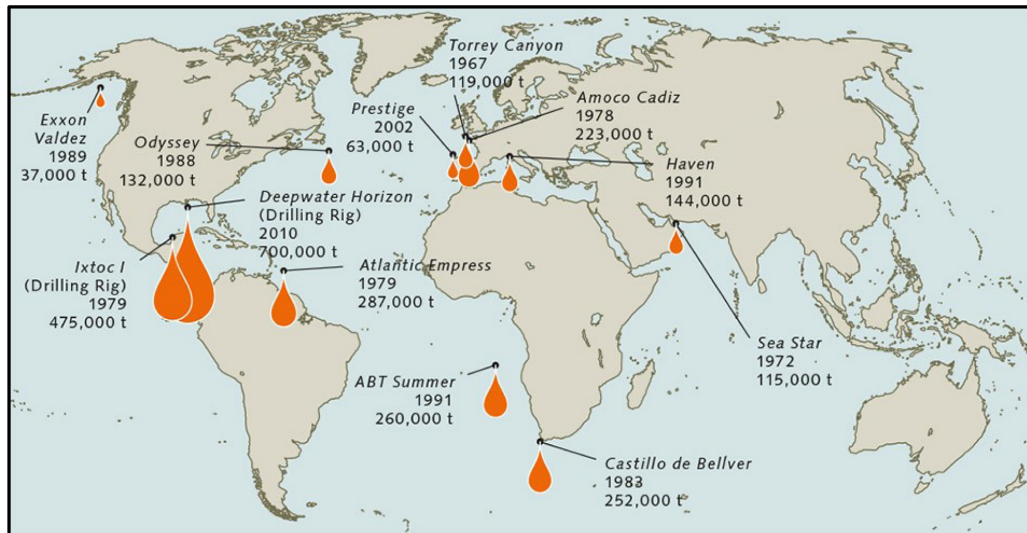 Torrey Canyon
1967
119,000 t
Amoco Cadiz
1978
223,000 t
Prestige
2002
63,000 t
Exxon
Valdez
1989
37,000 t
Odyssey
1988
132,000 t
Haven
1991
144,000 t
Deepwater Horizon
(Drilling Rig)
2010
700,000 t
Ixtoc I
(Drilling Rig)
1979
475,000 t
Atlantic Empress
1979
287,000 t
Sea Star
1972
115,000 t
ABT Summer
1991
260,000 t
Castillo de Bellver
1983
252,000 t